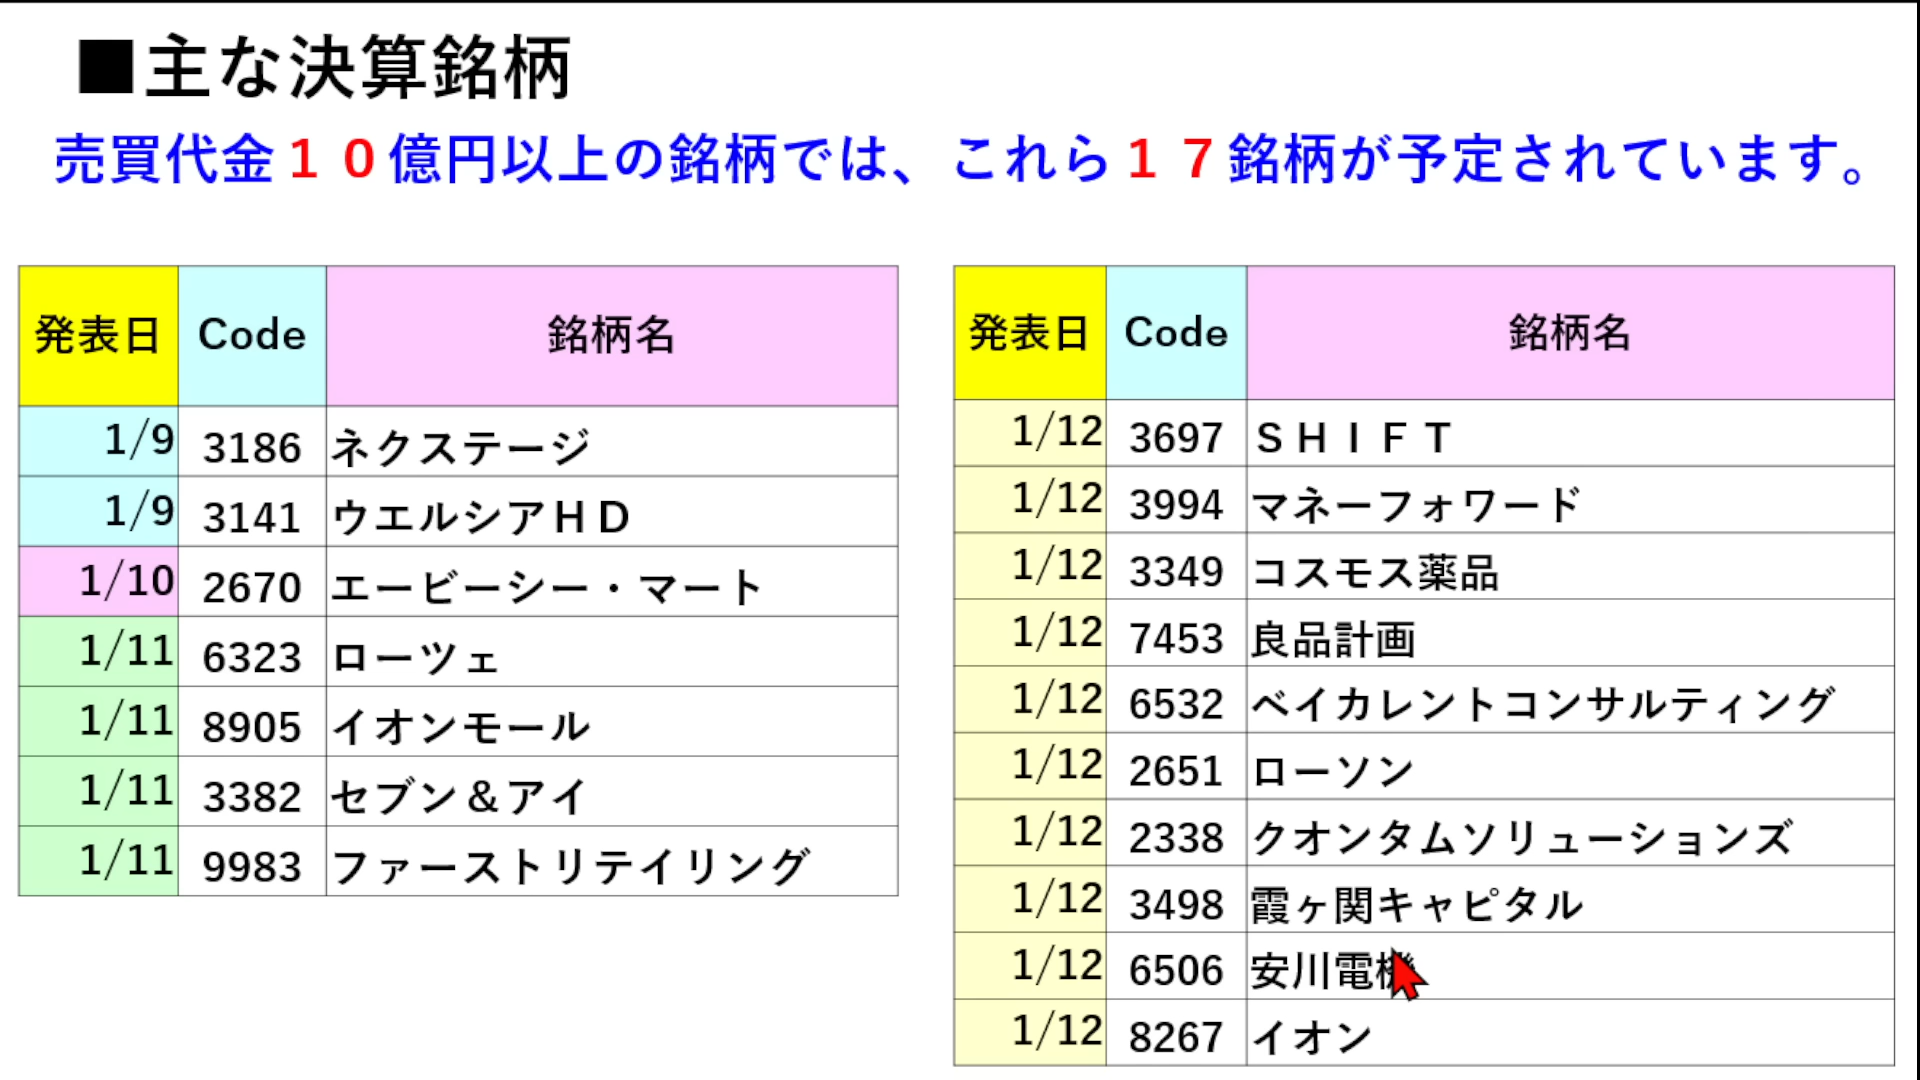 ■主な決算銘柄
売買代金１０億円以上の銘柄では、これら１７銘柄が予定されています。
発表日 Code 銘柄名
1/9 3186 ネクステージ
1/9 3141 ウエルシアＨＤ
1/10 2670 エービーシー・マート
1/11 6323 ローツェ
1/11 8905 イオンモール
1/11 3382 セブン＆アイ
1/11 9983 ファーストリテイリング
発表日 Code 銘柄名
1/12 3697 ＳＨＩＦＴ
1/12 3994 マネーフォワード
1/12 3349 コスモス薬品
1/12 7453 良品計画
1/12 6532 ベイカレントコンサルティング
1/12 2651 ローソン
1/12 2338 クオンタムソリューションズ
1/12 3498 霞ヶ関キャピタル
1/12 6506 安川電機
1/12 8267 イオン